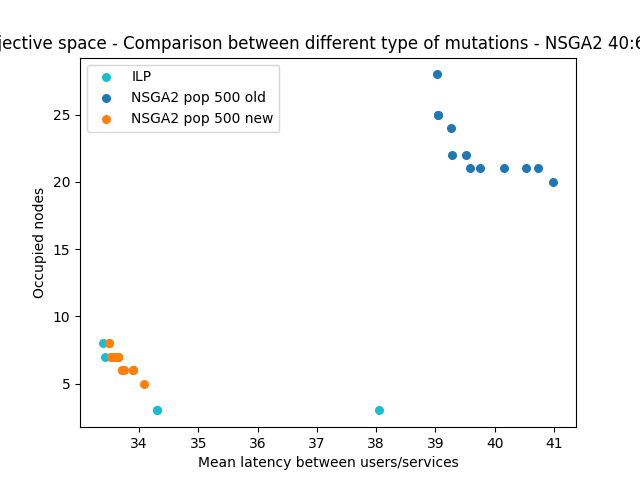 jective space - Comparison between different type of mutations - NSGA2 40:
ILP
NSGA2 pop 500 old
NSGA2 pop 500 new
Occupied nodes
25
20
15
10
5
34 35 36 37 38 39 40 41
Mean latency between users/services